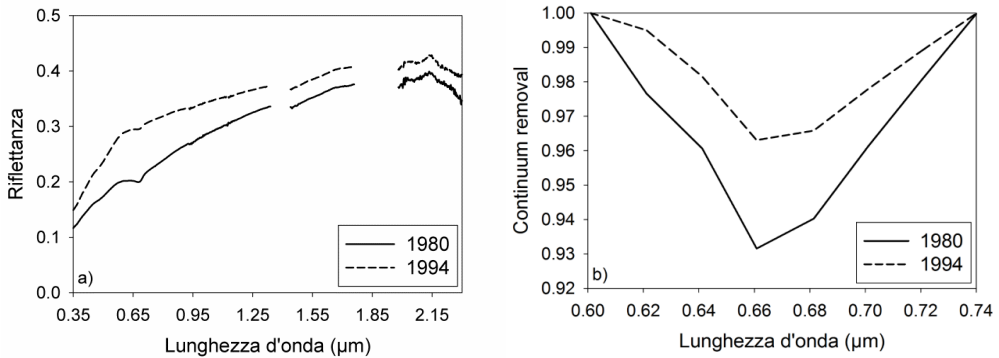 Riflettanza
0.5
0.4
0.3
0.2
0.1
0.0
a)
1980
1994
0.35 0.65 0.95 1.25 1.55 1.85 2.15
Lunghezza d'onda (µm)
Continuum removal
1.00
0.99
0.98
0.97
0.96
0.95
0.94
0.93
0.92
b)
1980
1994
0.60 0.62 0.64 0.66 0.68 0.70 0.72 0.74
Lunghezza d'onda (µm)